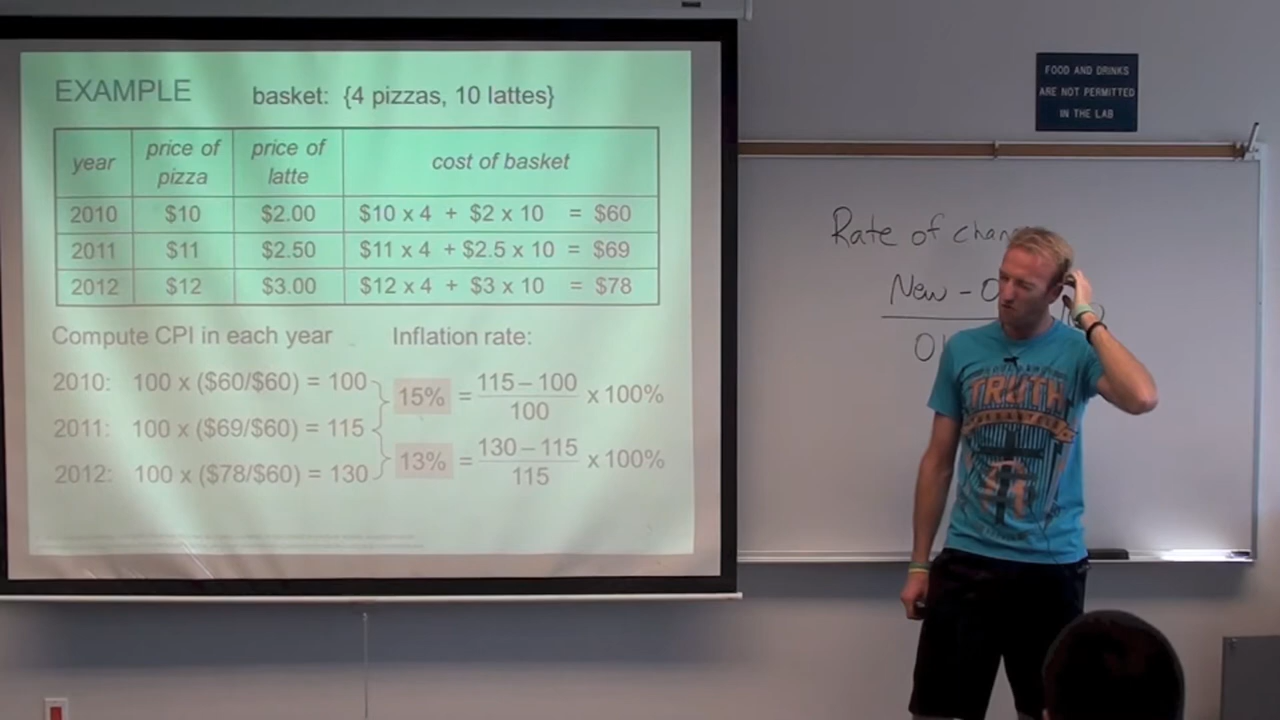 EXAMPLE
basket: {4 pizzas, 10 lattes}
year price of pizza price of latte cost of basket
2010 $10 $2.00 $10 x 4 + $2 x 10 = $60
2011 $11 $2.50 $11 x 4 + $2.5 x 10 = $69
2012 $12 $3.00 $12 x 4 + $3 x 10 = $78
Compute CPI in each year
Inflation rate:
2010: 100 x ($60/$60) = 100
2011: 100 x ($69/$60) = 115
2012: 100 x ($78/$60) = 130
15% = 115 – 100
100
x 100%
13% = 130 – 115
115
x 100%
FOOD AND DRINKS
ARE NOT PERMITTED
IN THE LAB
Rate of
New -
TRUTH